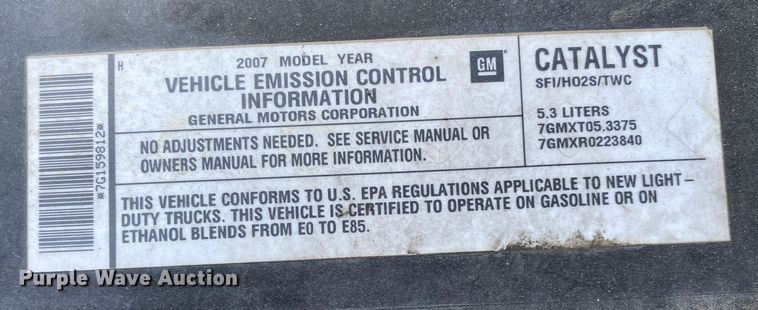 *7G159812*
H
2007 MODEL YEAR
VEHICLE EMISSION CONTROL
INFORMATION
GENERAL MOTORS CORPORATION
GM
NO ADJUSTMENTS NEEDED. SEE SERVICE MANUAL OR
OWNERS MANUAL FOR MORE INFORMATION.
CATALYST
SFI/HO2S/TWC
5.3 LITERS
7GMXT05.3375
7GMXR0223840
THIS VEHICLE CONFORMS TO U.S. EPA REGULATIONS APPLICABLE TO NEW LIGHT-
DUTY TRUCKS. THIS VEHICLE IS CERTIFIED TO OPERATE ON GASOLINE OR ON
ETHANOL BLENDS FROM E0 TO E85.
Purple Wave Auction